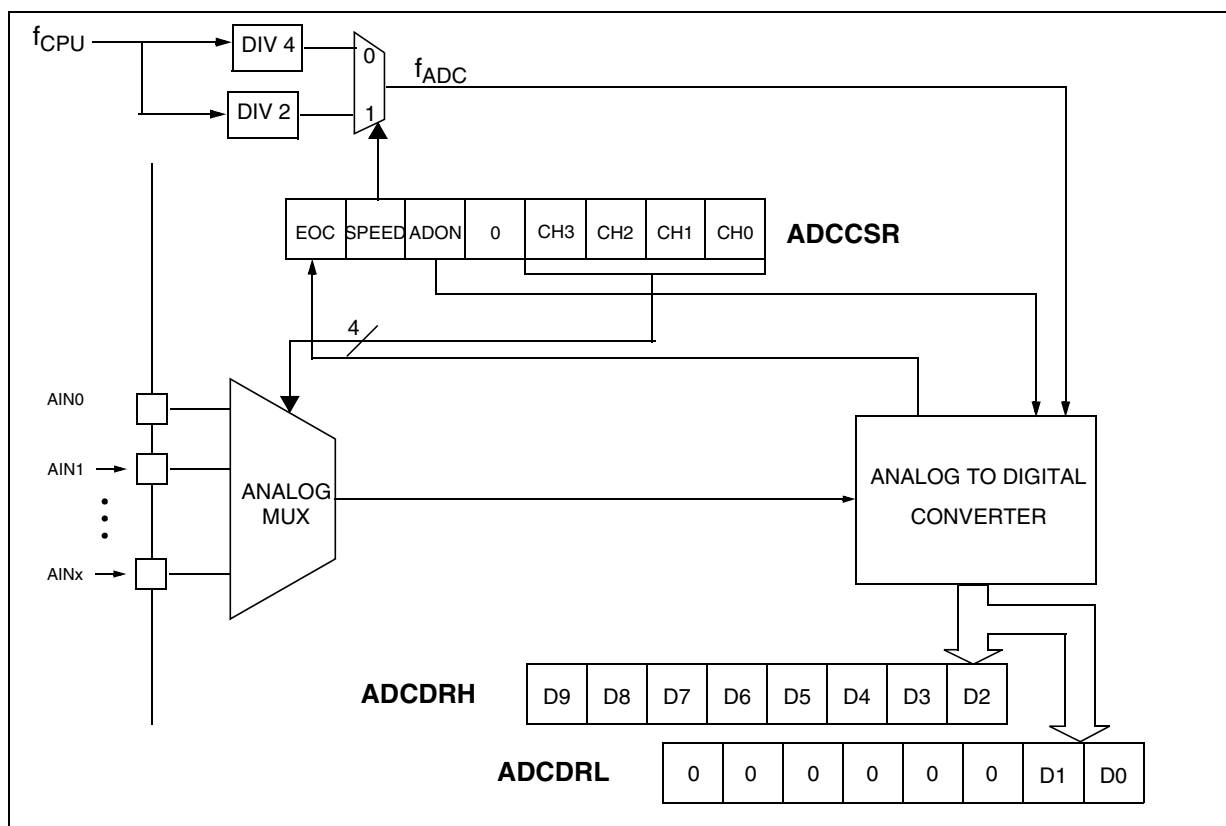 fCPU
DIV 4
0
fADC
DIV 2
1
EOC SPEED ADON 0 CH3 CH2 CH1 CH0
ADCCSR
4
AIN0
AIN1
ANALOG
MUX
ANALOG TO DIGITAL
CONVERTER
AINx
ADCDRH
D9 D8 D7 D6 D5 D4 D3 D2
ADCDRL
0 0 0 0 0 0 D1 D0